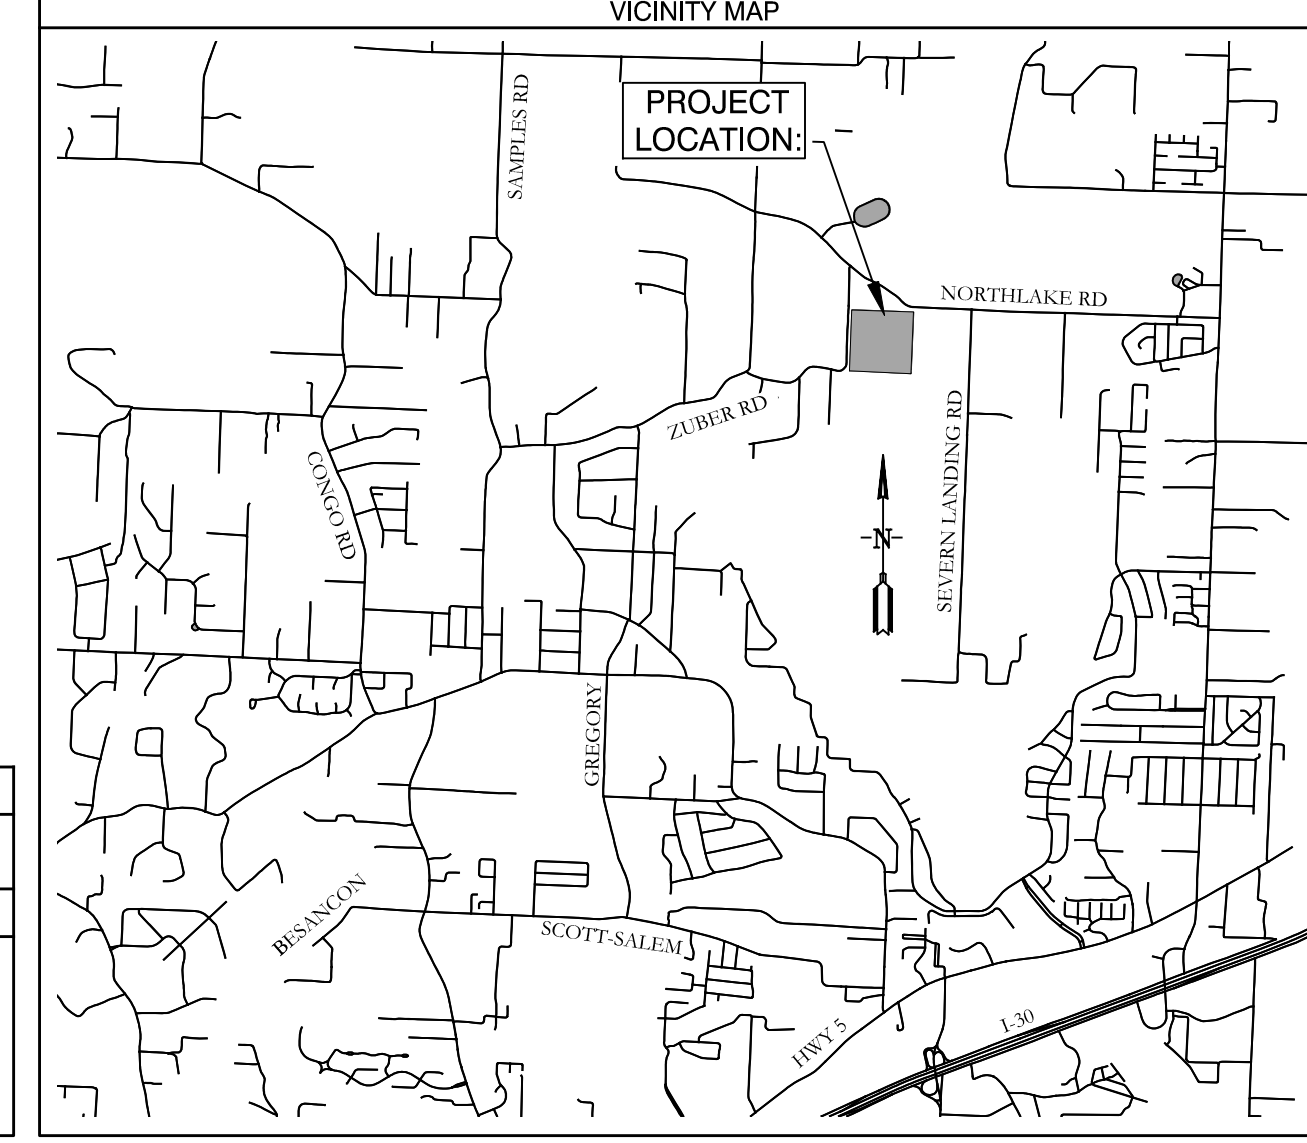 VICINITY MAP
PROJECT
LOCATION:
SAMPLES RD
NORTHLAKE RD
ZUBER RD
CONGO RD
SEVERN LANDING RD
N
GREGORY
BESANCON
SCOTT-SALEM
HWY 5
I-30